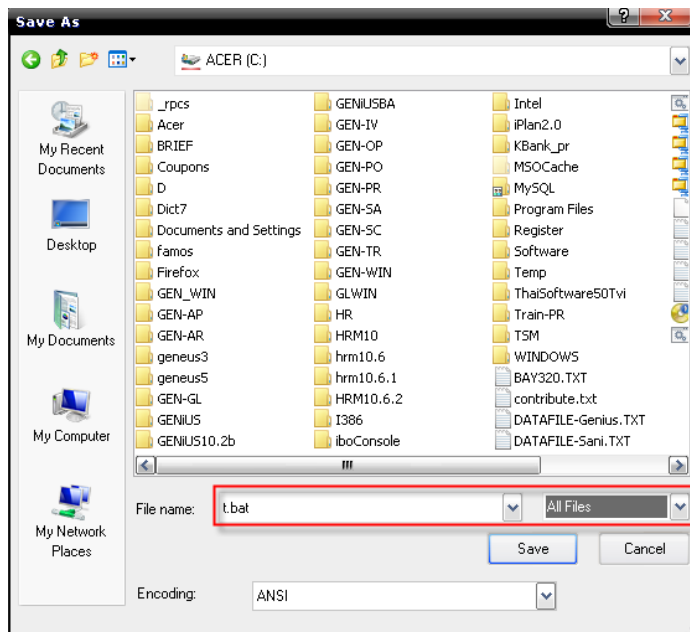 Save As
ACER (C:)
My Recent
Documents
Desktop
My Documents
My Computer
My Network
Places
_rpcs
Acer
BRIEF
Coupons
D
Dict7
Documents and Settings
famos
Firefox
GEN_WIN
GEN-AP
GEN-AR
geneus3
geneus5
GEN-GL
GENiUS
GENiUS10.2b
GENiUSBA
GEN-IV
GEN-OP
GEN-PO
GEN-PR
GEN-SA
GEN-SC
GEN-TR
GEN-WIN
GLWIN
HR
HRM10
hrm10.6
hrm10.6.1
HRM10.6.2
I386
iboConsole
Intel
iPlan2.0
KBank_pr
MSOCache
MySQL
Program Files
Register
Software
Temp
ThaiSoftware50Tvi
Train-PR
TSM
WINDOWS
BAY320.TXT
contribute.txt
DATAFILE-Genius.TXT
DATAFILE-Sani.TXT
File name: t.bat All Files
Save Cancel
Encoding: ANSI